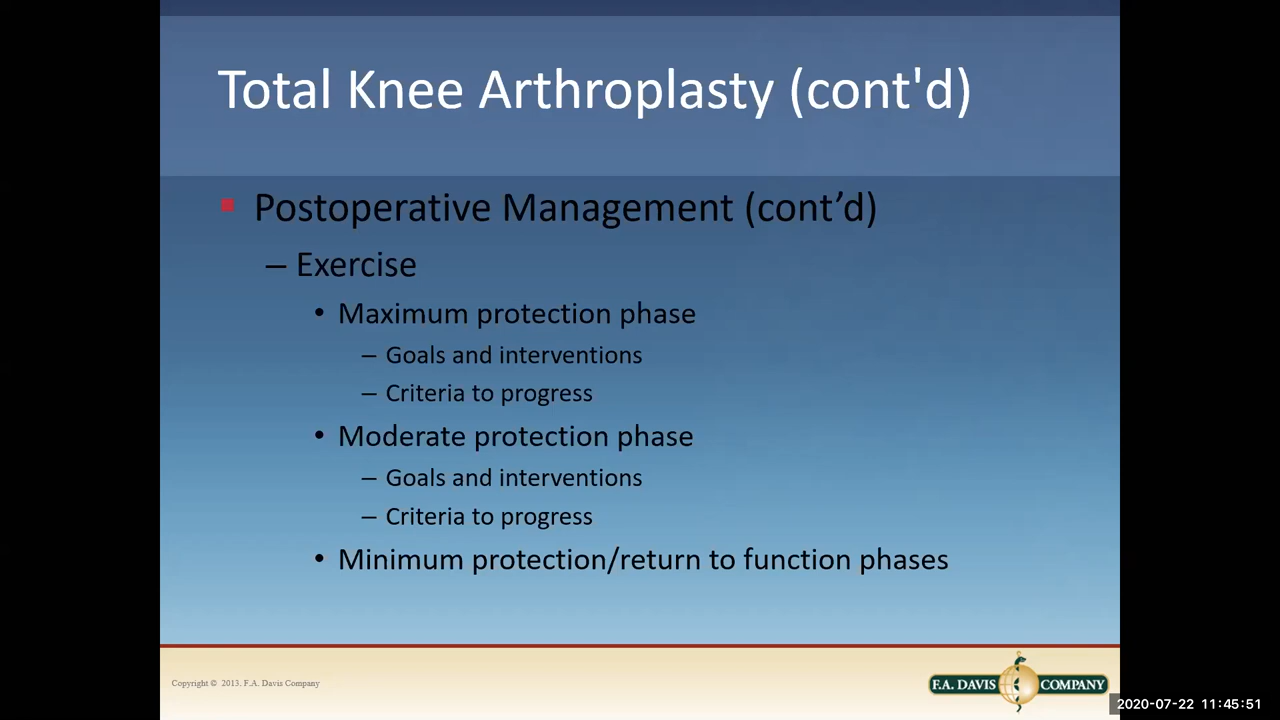 Total Knee Arthroplasty (cont'd)
▪ Postoperative Management (cont’d)
– Exercise
• Maximum protection phase
– Goals and interventions
– Criteria to progress
• Moderate protection phase
– Goals and interventions
– Criteria to progress
• Minimum protection/return to function phases
Copyright © 2013. F.A. Davis Company
F.A. DAVIS COMPANY
2020-07-22 11:45:51